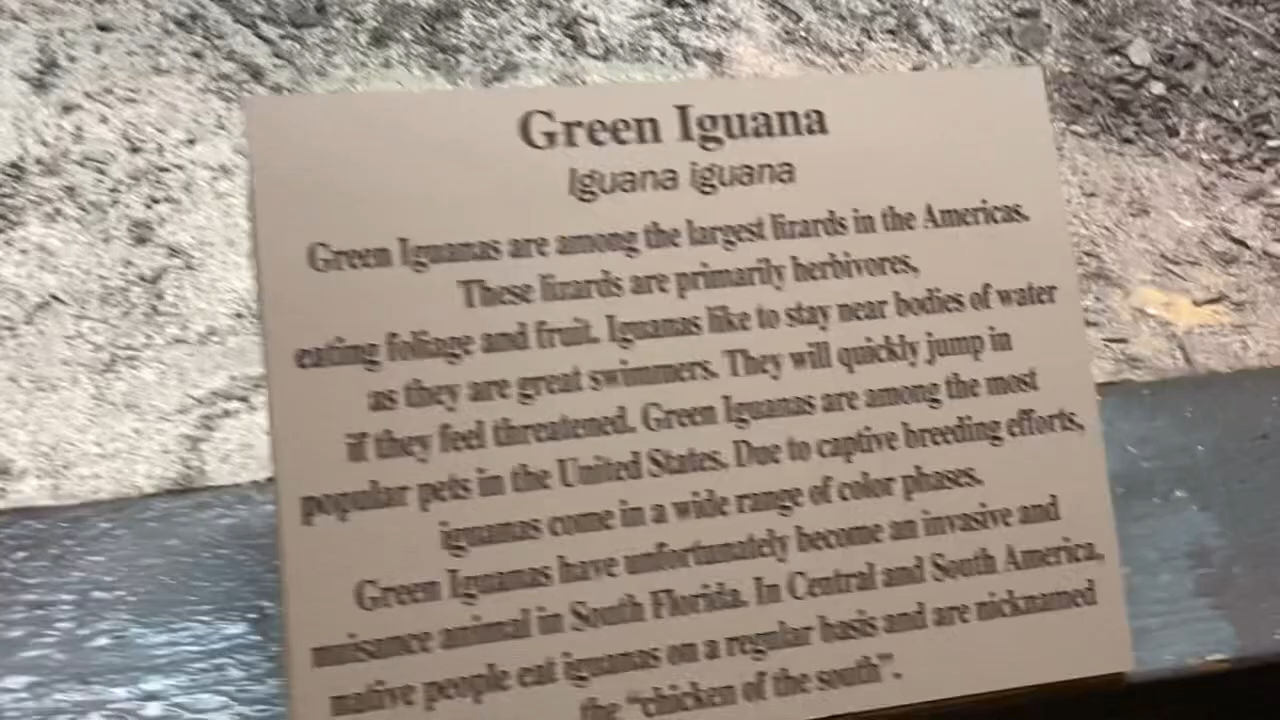 Green Iguana
Iguana iguana
Green Iguanas are among the largest lizards in the Americas.
These lizards are primarily herbivores,
eating foliage and fruit. Iguanas like to stay near bodies of water
as they are great swimmers. They will quickly jump in
if they feel threatened. Green Iguanas are among the most
popular pets in the United States. Due to captive breeding efforts,
iguanas come in a wide range of color phases.
Green Iguanas have unfortunately become an invasive and
nuisance animal in South Florida. In Central and South America,
native people eat iguanas on a regular basis and are nicknamed
the "chicken of the south".